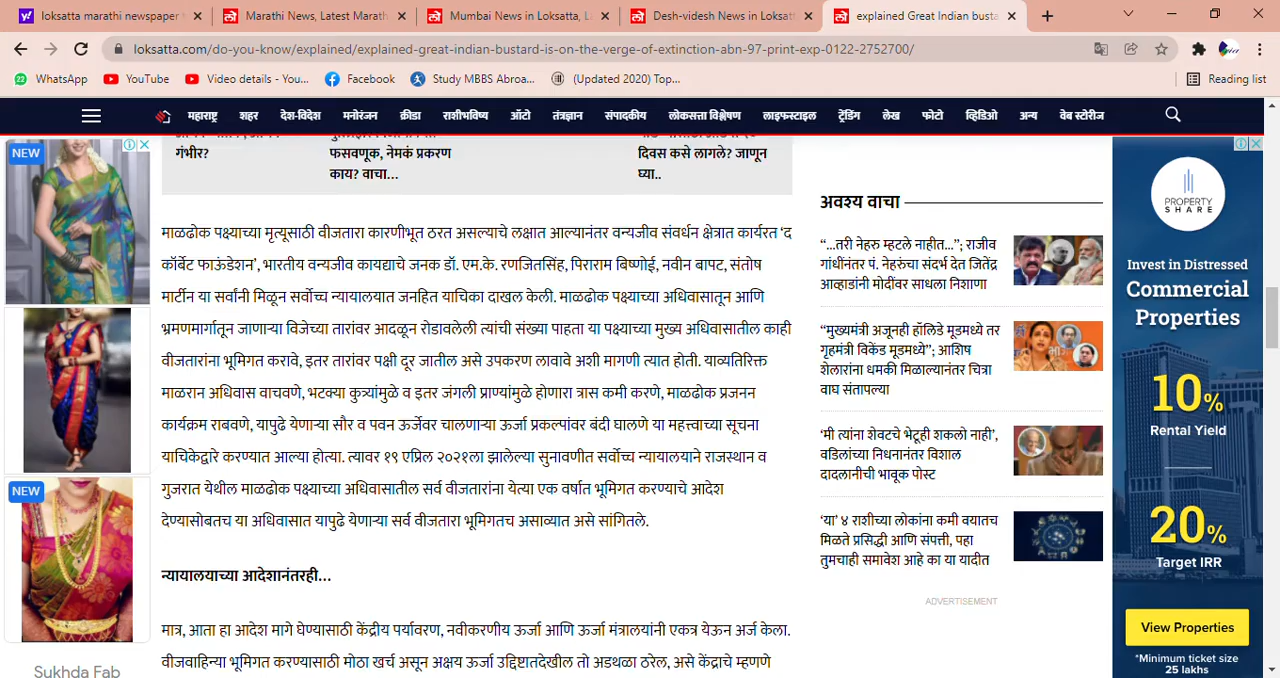 loksatta marathi newspaper
Marathi News, Latest Marath
Mumbai News in Loksatta, L
Desh-videsh News in Loksatt
explained Great Indian busta
loksatta.com/do-you-know/explained/explained-great-indian-bustard-is-on-the-verge-of-extinction-abn-97-print-exp-0122-2752700/
WhatsApp
YouTube
Video details - You...
Facebook
Study MBBS Abroa...
(Updated 2020) Top...
Reading list
महाराष्ट्र शहर देश-विदेश मनोरंजन क्रीडा राशीभविष्य ऑटो तंत्रज्ञान संपादकीय लोकसत्ता विश्लेषण लाइफस्टाइल ट्रेंडिंग लेख फोटो व्हिडिओ अन्य वेब स्टोरीज
गंभीर?
फसवणूक, नेमकं प्रकरण
काय? वाचा...
दिवस कसे लागले? जाणून
घ्या..
माळढोक पक्ष्याच्या मृत्यूसाठी वीजतारा कारणीभूत ठरत असल्याचे लक्षात आल्यानंतर वन्यजीव संवर्धन क्षेत्रात कार्यरत ‘द
कॉर्बेट फाऊंडेशन’, भारतीय वन्यजीव कायद्याचे जनक डॉ. एम.के. रणजितसिंह, पिराराम बिष्णोई, नवीन बापट, संतोष
मार्टीन या सर्वांनी मिळून सर्वोच्च न्यायालयात जनहित याचिका दाखल केली. माळढोक पक्ष्याच्या अधिवासातून आणि
भ्रमणमार्गातून जाणाऱ्या विजेच्या तारांवर आदळून रोडावलेली त्यांची संख्या पाहता या पक्ष्याच्या मुख्य अधिवासातील काही
वीजतारांना भूमिगत करावे, इतर तारांवर पक्षी दूर जातील असे उपकरण लावावे अशी मागणी त्यात होती. याव्यतिरिक्त
माळरान अधिवास वाचवणे, भटक्या कुत्र्यांमुळे व इतर जंगली प्राण्यांमुळे होणारा त्रास कमी करणे, माळढोक प्रजनन
कार्यक्रम राबवणे, यापुढे येणाऱ्या सौर व पवन ऊर्जेवर चालणाऱ्या ऊर्जा प्रकल्पांवर बंदी घालणे या महत्त्वाच्या सूचना
याचिकेद्वारे करण्यात आल्या होत्या. त्यावर १९ एप्रिल २०२१ला झालेल्या सुनावणीत सर्वोच्च न्यायालयाने राजस्थान व
गुजरात येथील माळढोक पक्ष्याच्या अधिवासातील सर्व वीजतारांना येत्या एक वर्षात भूमिगत करण्याचे आदेश
देण्यासोबतच या अधिवासात यापुढे येणाऱ्या सर्व वीजतारा भूमिगतच असाव्यात असे सांगितले.
न्यायालयाच्या आदेशानंतरही...
मात्र, आता हा आदेश मागे घेण्यासाठी केंद्रीय पर्यावरण, नवीकरणीय ऊर्जा आणि ऊर्जा मंत्रालयांनी एकत्र येऊन अर्ज केला.
वीजवाहिन्या भूमिगत करण्यासाठी मोठा खर्च असून अक्षय ऊर्जा उद्दिष्टातदेखील तो अडथळा ठरेल, असे केंद्राचे म्हणणे
अवश्य वाचा
“...तरी नेहरु म्हटले नाहीत...”; राजीव
गांधींनंतर पं. नेहरुंचा संदर्भ देत जितेंद्र
आव्हाडांनी मोदींवर साधला निशाणा
“मुख्यमंत्री अजूनही हॉलिडे मूडमध्ये तर
गृहमंत्री विकेंड मूडमध्ये”; आशिष
शेलारांना धमकी मिळाल्यानंतर चित्रा
वाघ संतापल्या
‘मी त्यांना शेवटचे भेटूही शकलो नाही’,
वडिलांच्या निधनानंतर विशाल
दादलानीची भावूक पोस्ट
‘या’ ४ राशीच्या लोकांना कमी वयातच
मिळते प्रसिद्धी आणि संपत्ती, पहा
तुमचाही समावेश आहे का या यादीत
ADVERTISEMENT
NEW
NEW
Sukhda Fab
PROPERTY
SHARE
Invest in Distressed
Commercial
Properties
10%
Rental Yield
20%
Target IRR
View Properties
*Minimum ticket size
25 lakhs